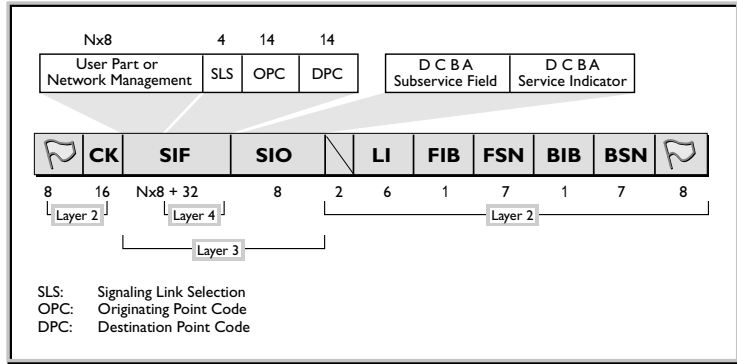 Nx8 4 14 14
User Part or
Network Management
SLS OPC DPC
D C B A
Subservice Field
D C B A
Service Indicator
CK SIF SIO LI FIB FSN BIB BSN
8 16 Nx8 + 32 8 2 6 1 7 1 7 8
Layer 2 Layer 4 Layer 2
Layer 3
SLS: Signaling Link Selection
OPC: Originating Point Code
DPC: Destination Point Code